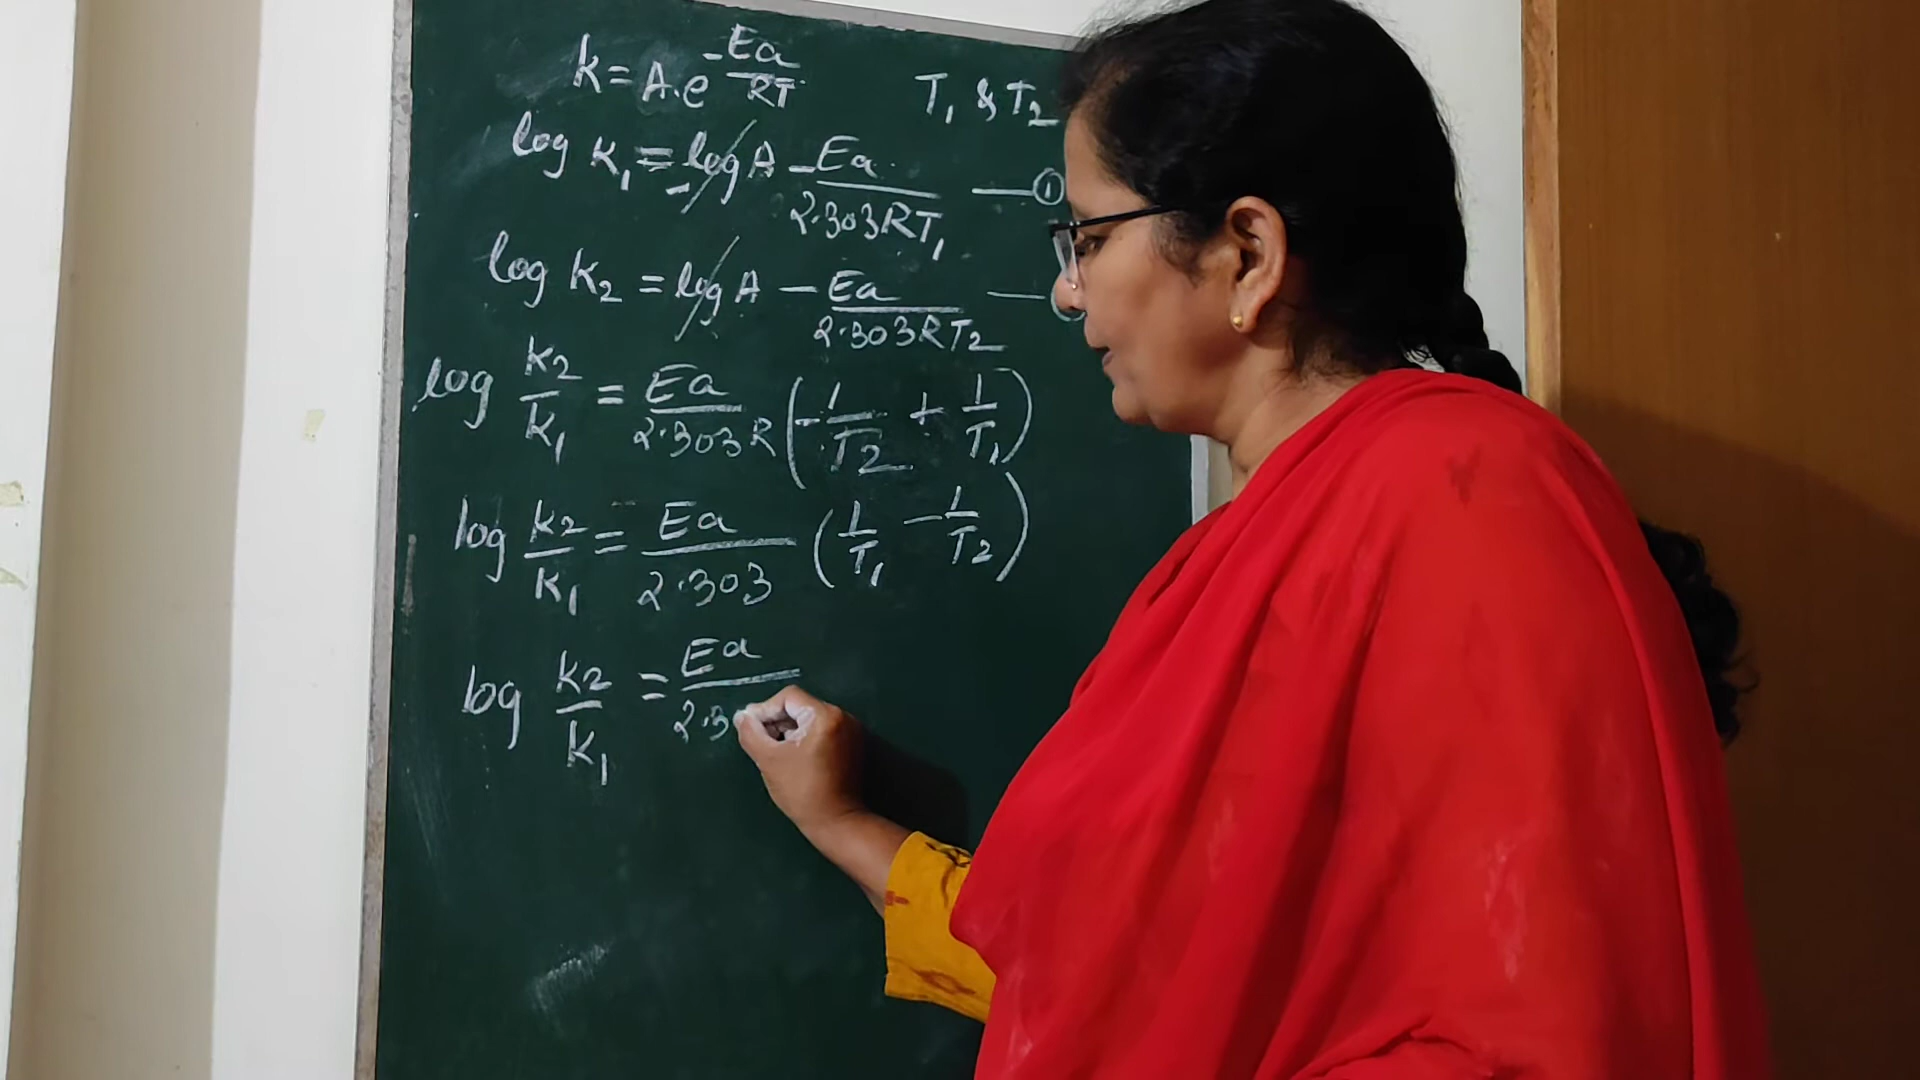 k = A.e^(-Ea/RT) T₁ & T₂
log K₁ = log A - Ea/2.303RT₁ — ①
log K₂ = log A - Ea/2.303RT₂ —
log K₂/K₁ = Ea/2.303R (-1/T₂ + 1/T₁)
log K₂/K₁ = Ea/2.303 (1/T₁ - 1/T₂)
log K₂/K₁ = Ea/2.3